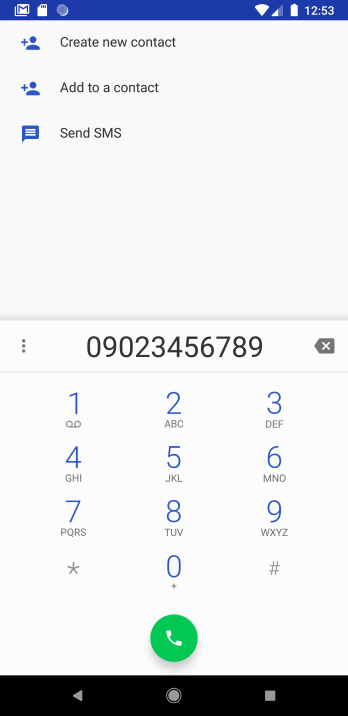 12:53
Create new contact
Add to a contact
Send SMS
09023456789
1 2 3
ABC DEF
4 5 6
GHI JKL MNO
7 8 9
PQRS TUV WXYZ
* 0 #
+